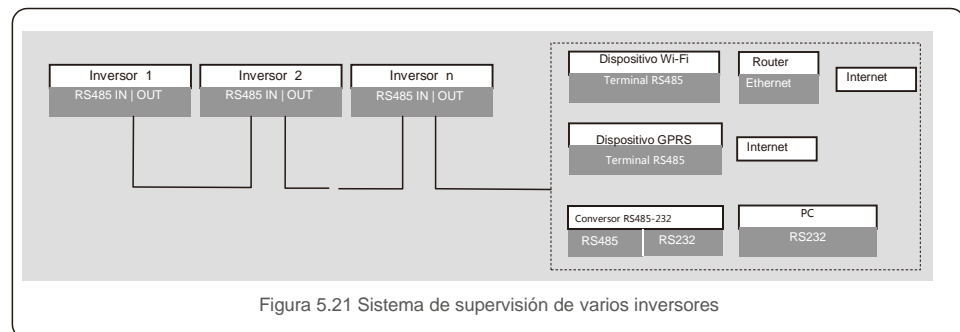 Inversor 1
RS485 IN | OUT
Inversor 2
RS485 IN | OUT
Inversor n
RS485 IN | OUT
Dispositivo Wi-Fi
Terminal RS485
Router
Ethernet
Internet
Dispositivo GPRS
Terminal RS485
Internet
Conversor RS485-232
RS485
RS232
PC
RS232
Figura 5.21 Sistema de supervisión de varios inversores